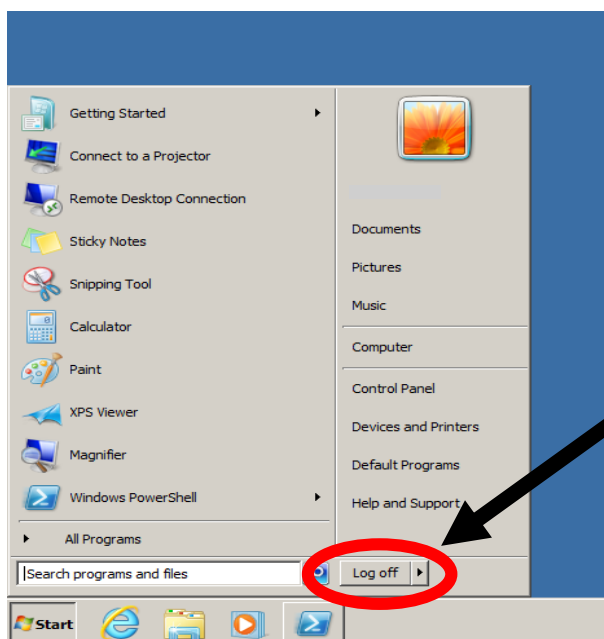 Getting Started
Connect to a Projector
Remote Desktop Connection
Sticky Notes
Snipping Tool
Calculator
Paint
XPS Viewer
Magnifier
Windows PowerShell
All Programs
Search programs and files
Documents
Pictures
Music
Computer
Control Panel
Devices and Printers
Default Programs
Help and Support
Log off
Start